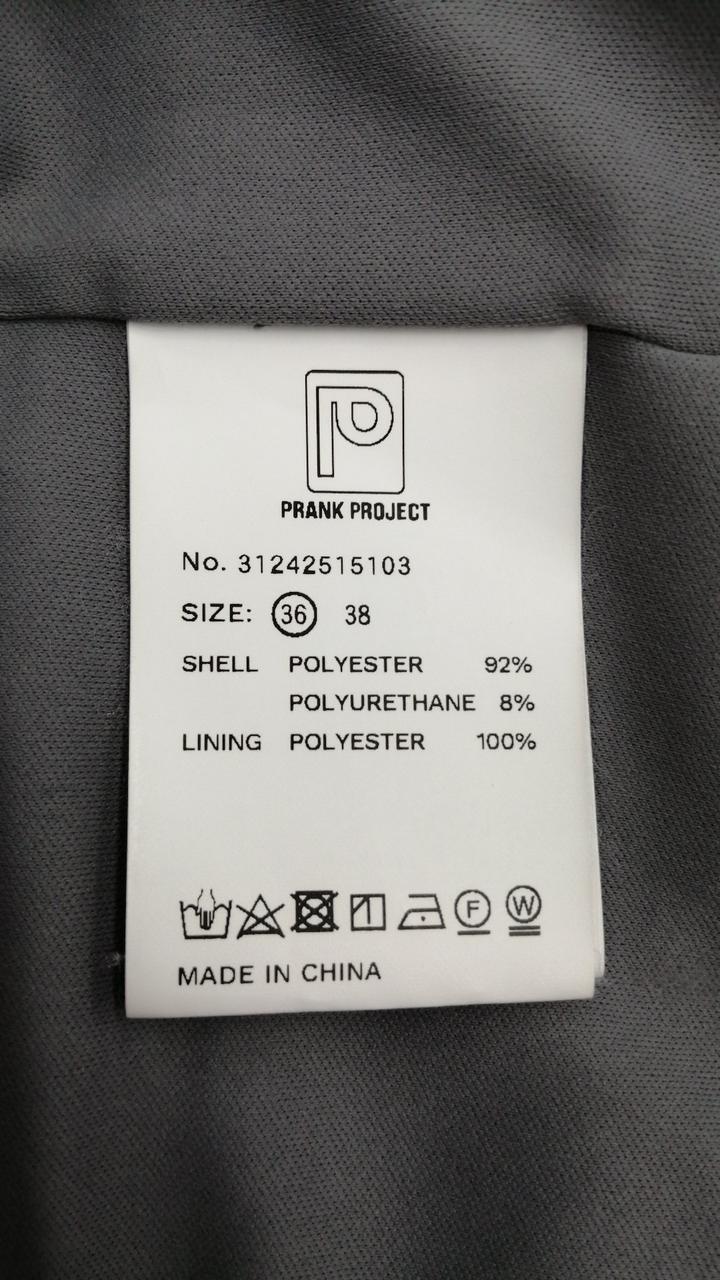 P
PRANK PROJECT
No. 31242515103
SIZE: 36 38
SHELL POLYESTER 92%
POLYURETHANE 8%
LINING POLYESTER 100%
F W
MADE IN CHINA